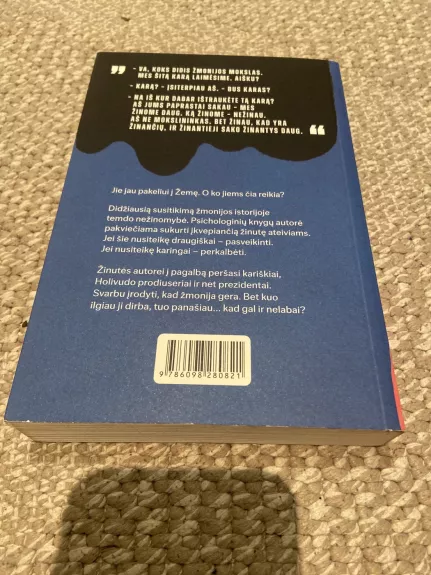 „ - VA, KOKS DIDIS ŽMONIJOS MOKSLAS.
MES ŠITĄ KARĄ LAIMĖSIME. AIŠKU?
- KARĄ? - ĮSITERPIAU AŠ. - BUS KARAS?
- NA IŠ KUR DABAR IŠTRAUKĖTE TĄ KARĄ?
AŠ JUMS PAPRASTAI SAKAU - MES
ŽINOME DAUG. KĄ ŽINOME - NEŽINAU.
AŠ NE MOKSLININKAS. BET ŽINAU, KAD YRA
ŽINANČIŲ. IR ŽINANTIEJI SAKO ŽINANTYS DAUG. “
Jie jau pakeliui į Žemę. O ko jiems čia reikia?
Didžiausią susitikimą žmonijos istorijoje
temdo nežinomybė. Psichologinių knygų autorė
pakviečiama sukurti įkvepiančią žinutę ateiviams.
Jei šie nusiteikę draugiškai – pasveikinti.
Jei nusiteikę karingai – perkalbėti.
Žinutės autorei į pagalbą peršasi kariškiai,
Holivudo prodiuseriai ir net prezidentai.
Svarbu įrodyti, kad žmonija gera. Bet kuo
ilgiau ji dirba, tuo panašiau... kad gal ir nelabai?
9 786098 280821